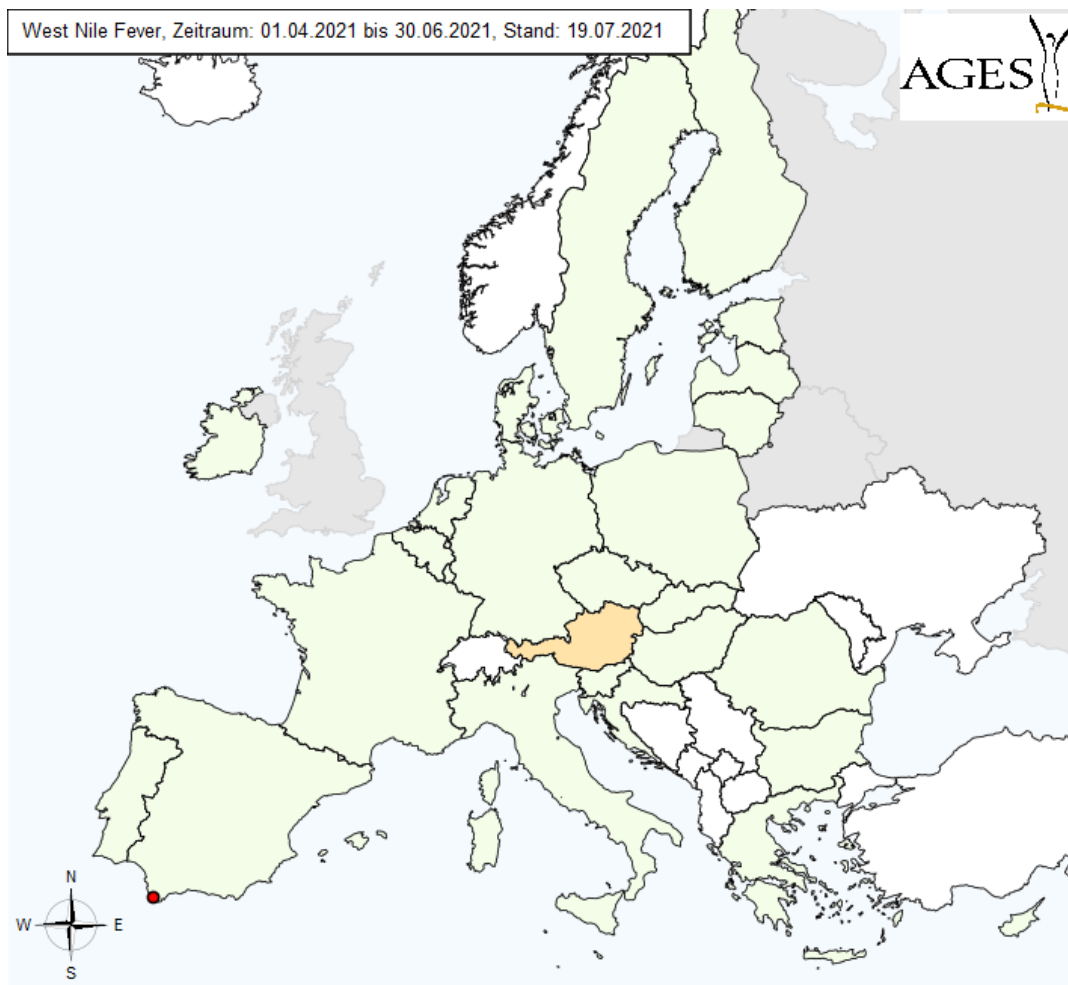 West Nile Fever, Zeitraum: 01.04.2021 bis 30.06.2021, Stand: 19.07.2021
AGES
N
W E
S